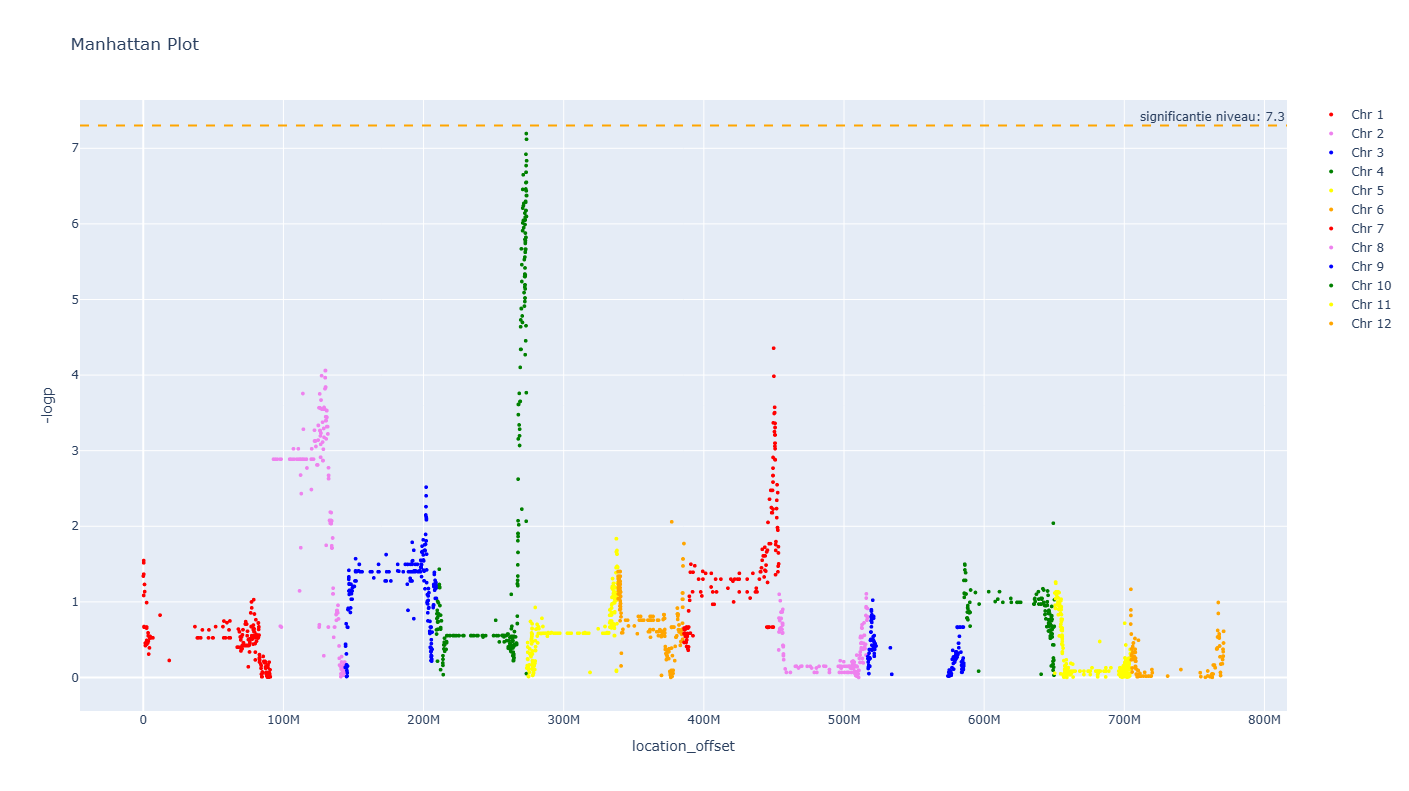 Manhattan Plot
significantie niveau: 7.3
7
6
5
4
3
2
1
0
-logp
0
100M
200M
300M
400M
500M
600M
700M
800M
location_offset
Chr 1
Chr 2
Chr 3
Chr 4
Chr 5
Chr 6
Chr 7
Chr 8
Chr 9
Chr 10
Chr 11
Chr 12